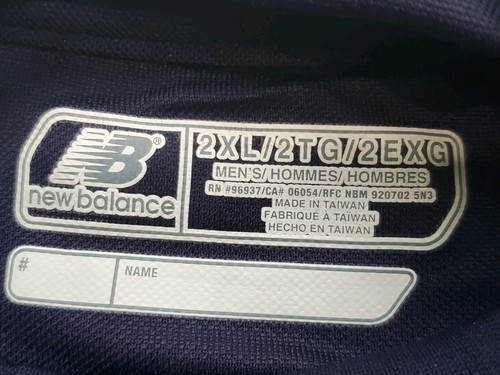 NB
new balance
2XL/2TG/2EXG
MEN'S/HOMMES/HOMBRES
RN #96937/CA# 06054/RFC NBM 920702 5N3
MADE IN TAIWAN
FABRIQUÉ À TAIWAN
HECHO EN TAIWAN
# NAME